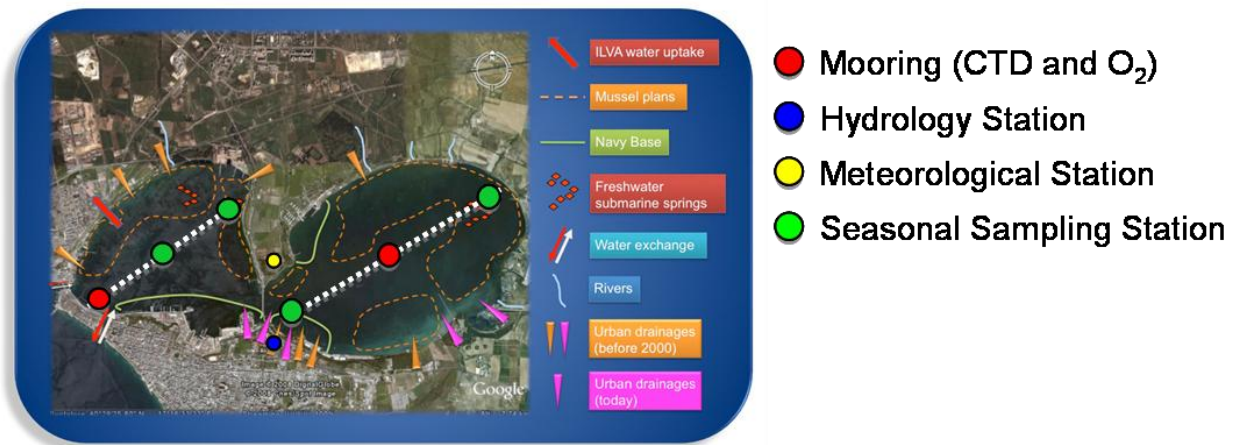 ILVA water uptake
Mussel plans
Navy Base
Freshwater
submarine springs
Water exchange
Rivers
Urban drainages
(before 2000)
Urban drainages
(today)
Google
Mooring (CTD and O₂)
Hydrology Station
Meteorological Station
Seasonal Sampling Station